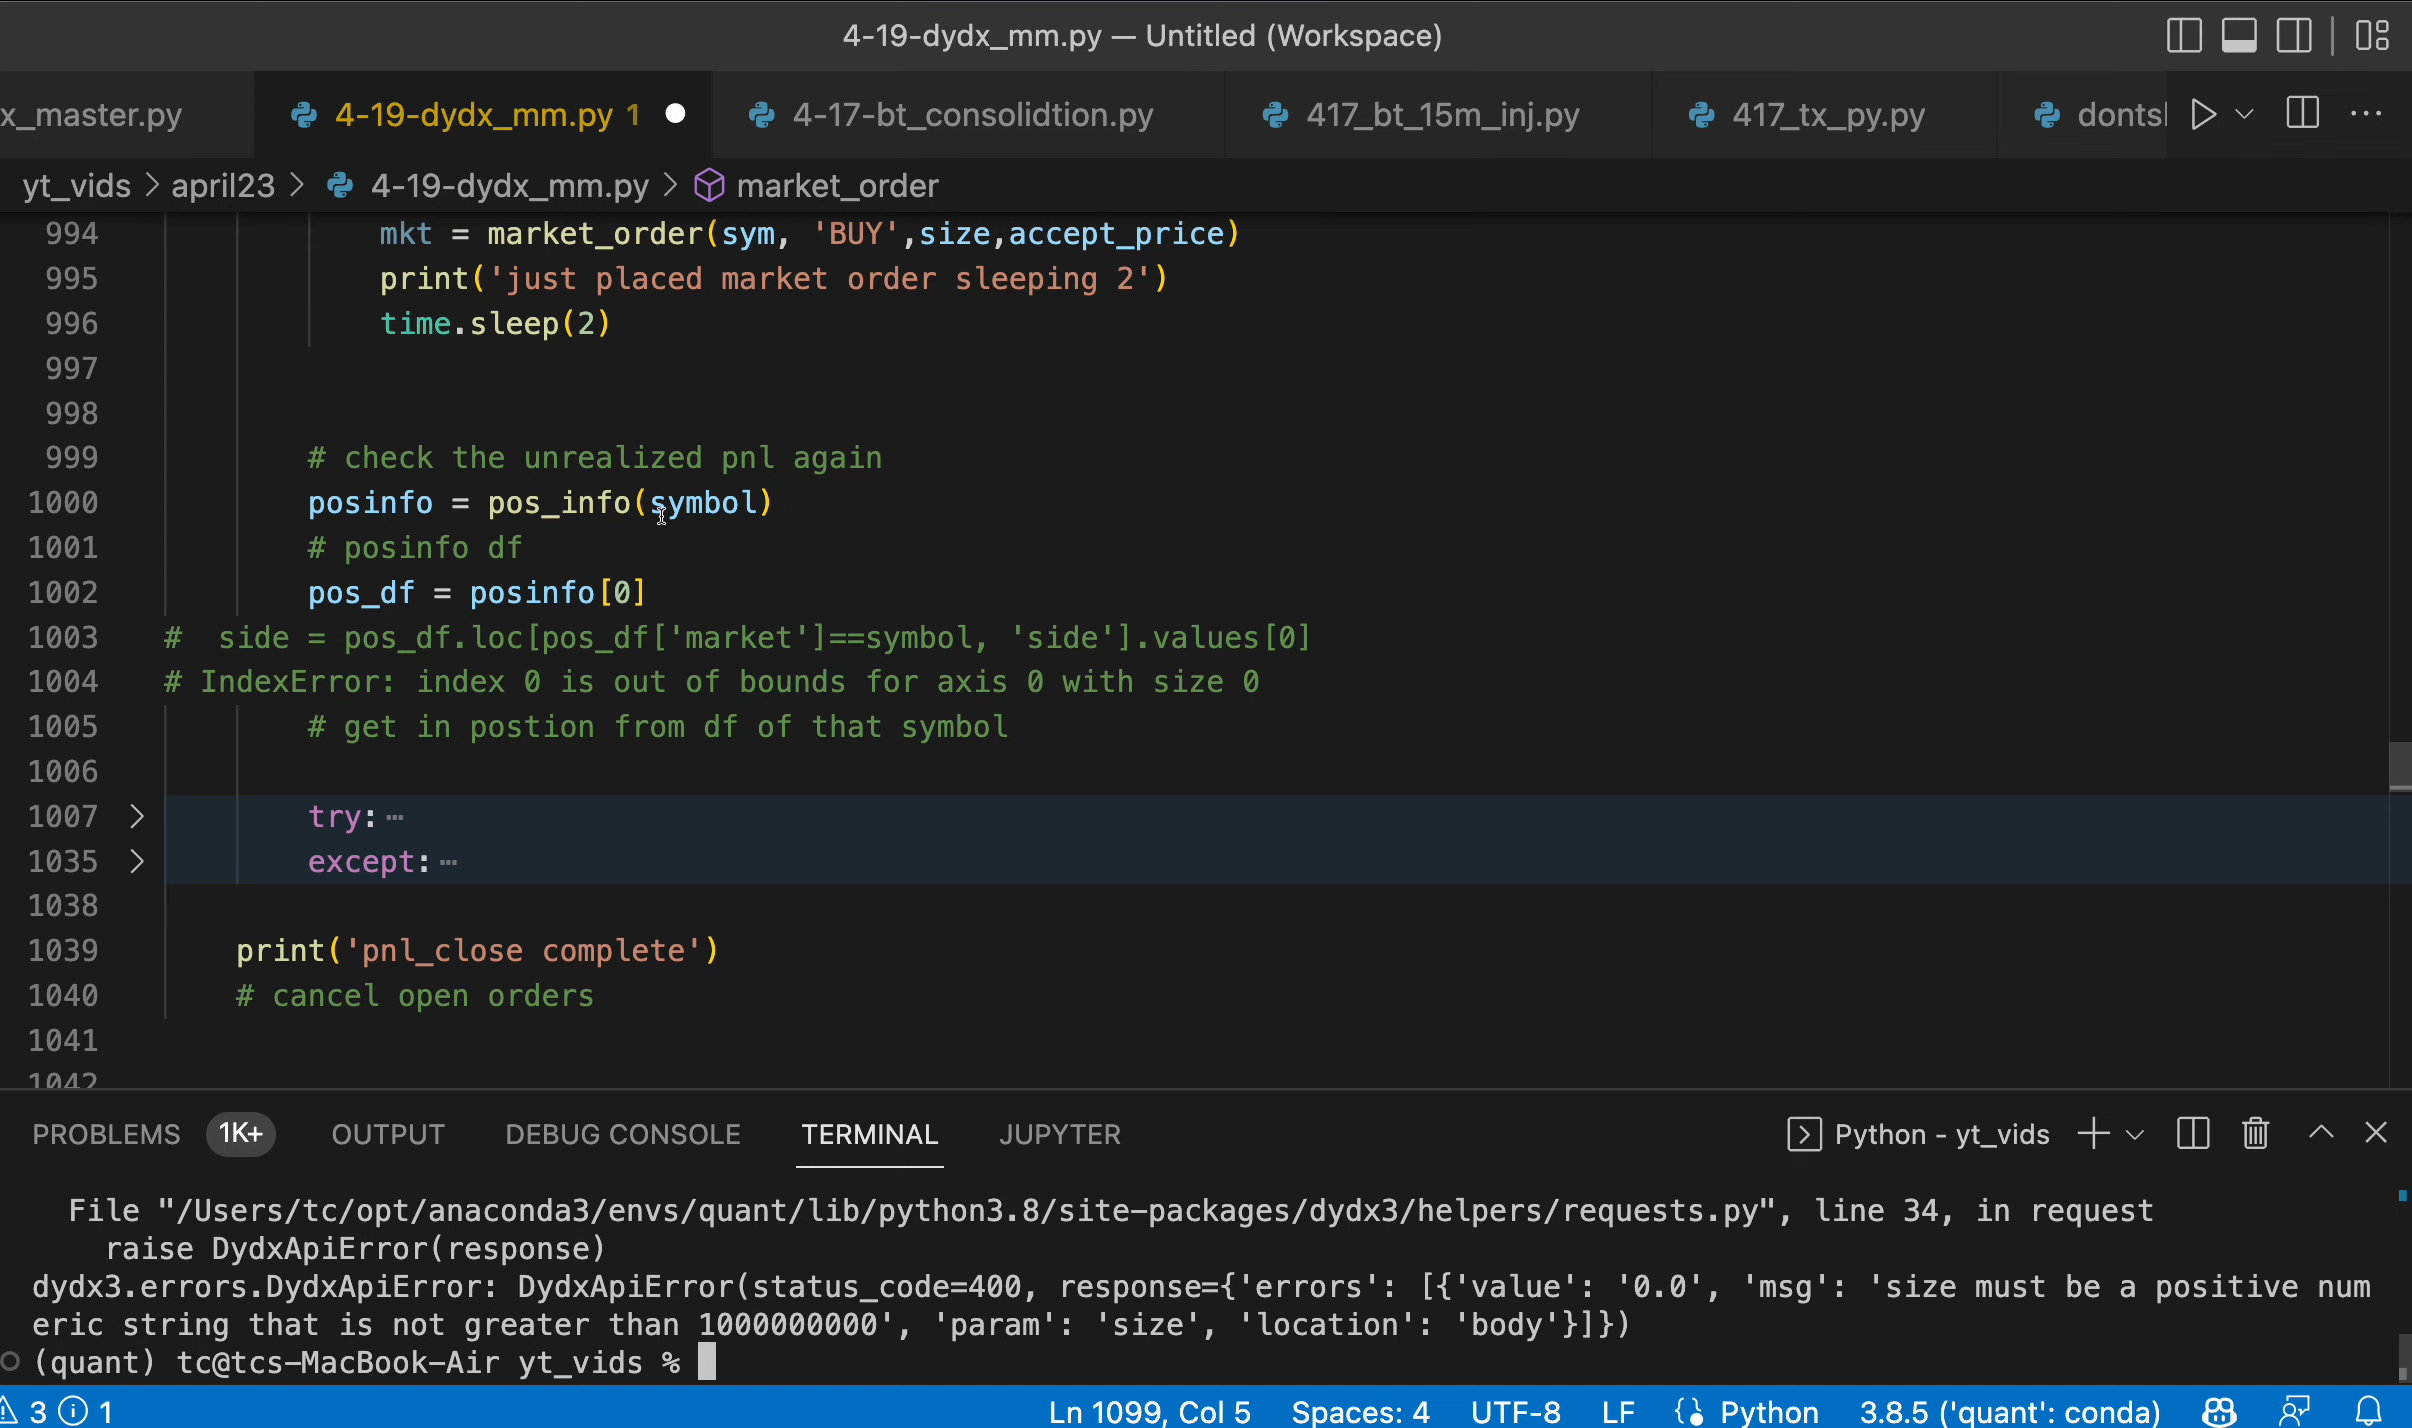 4-19-dydx_mm.py — Untitled (Workspace)
x_master.py 4-19-dydx_mm.py 1 4-17-bt_consolidtion.py 417_bt_15m_inj.py 417_tx_py.py donts
yt_vids > april23 > 4-19-dydx_mm.py > market_order
994 mkt = market_order(sym, 'BUY',size,accept_price)
995 print('just placed market order sleeping 2')
996 time.sleep(2)
997
998
999 # check the unrealized pnl again
1000 posinfo = pos_info(symbol)
1001 # posinfo df
1002 pos_df = posinfo[0]
1003 #  side = pos_df.loc[pos_df['market']==symbol, 'side'].values[0]
1004 # IndexError: index 0 is out of bounds for axis 0 with size 0
1005 # get in postion from df of that symbol
1006
1007 > try: ⋯
1035 > except: ⋯
1038
1039 print('pnl_close complete')
1040 # cancel open orders
1041
1042
PROBLEMS 1K+ OUTPUT DEBUG CONSOLE TERMINAL JUPYTER Python - yt_vids
File "/Users/tc/opt/anaconda3/envs/quant/lib/python3.8/site-packages/dydx3/helpers/requests.py", line 34, in request
raise DydxApiError(response)
dydx3.errors.DydxApiError: DydxApiError(status_code=400, response={'errors': [{'value': '0.0', 'msg': 'size must be a positive num
eric string that is not greater than 1000000000', 'param': 'size', 'location': 'body'}]})
(quant) tc@tcs-MacBook-Air yt_vids %
3 1 Ln 1099, Col 5 Spaces: 4 UTF-8 LF Python 3.8.5 ('quant': conda)